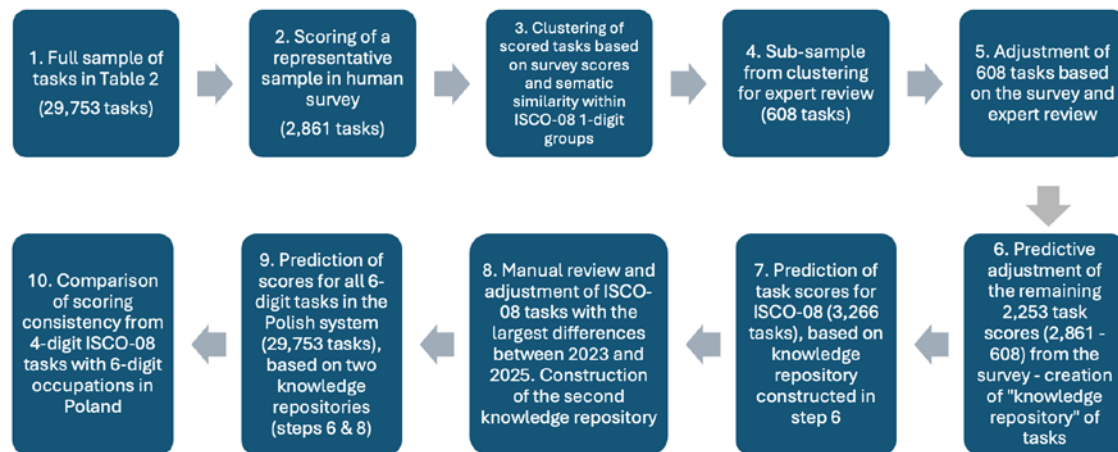 1. Full sample of
tasks in Table 2
(29,753 tasks)
2. Scoring of a
representative
sample in human
survey
(2,861 tasks)
3. Clustering of
scored tasks based
on survey scores
and sematic
similarity within
ISCO-08 1-digit
groups
4. Sub-sample
from clustering
for expert review
(608 tasks)
5. Adjustment of
608 tasks based
on the survey and
expert review
6. Predictive
adjustment of
the remaining
2,253 task
scores (2,861 -
608) from the
survey - creation
of "knowledge
repository" of
tasks
7. Prediction of
task scores for
ISCO-08 (3,266
tasks), based on
knowledge
repository
constructed in
step 6
8. Manual review and
adjustment of ISCO-
08 tasks with the
largest differences
between 2023 and
2025. Construction
of the second
knowledge repository
9. Prediction of
scores for all 6-
digit tasks in the
Polish system
(29,753 tasks),
based on two
knowledge
repositories
(steps 6 & 8)
10. Comparison
of scoring
consistency from
4-digit ISCO-08
tasks with 6-digit
occupations in
Poland